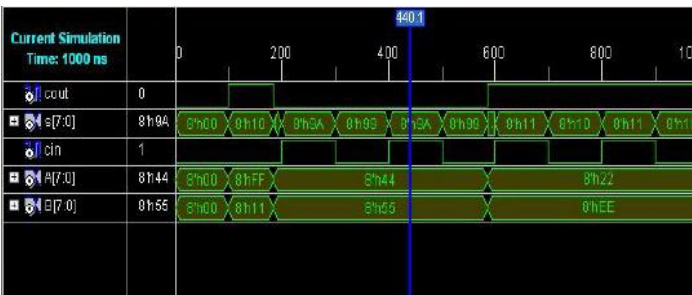 440.1
Current Simulation
Time: 1000 ns
0 200 400 600 800 10
cout 0
s[7:0] 8'h9A 8'h00 8'h10 8'h9A 8'h99 8'h9A 8'h99 8'h11 8'h10 8'h11 8'h1
cin 1
A[7:0] 8'h44 8'h00 8'hFF 8'h44 8'h22
B[7:0] 8'h55 8'h00 8'h11 8'h55 8'hEE